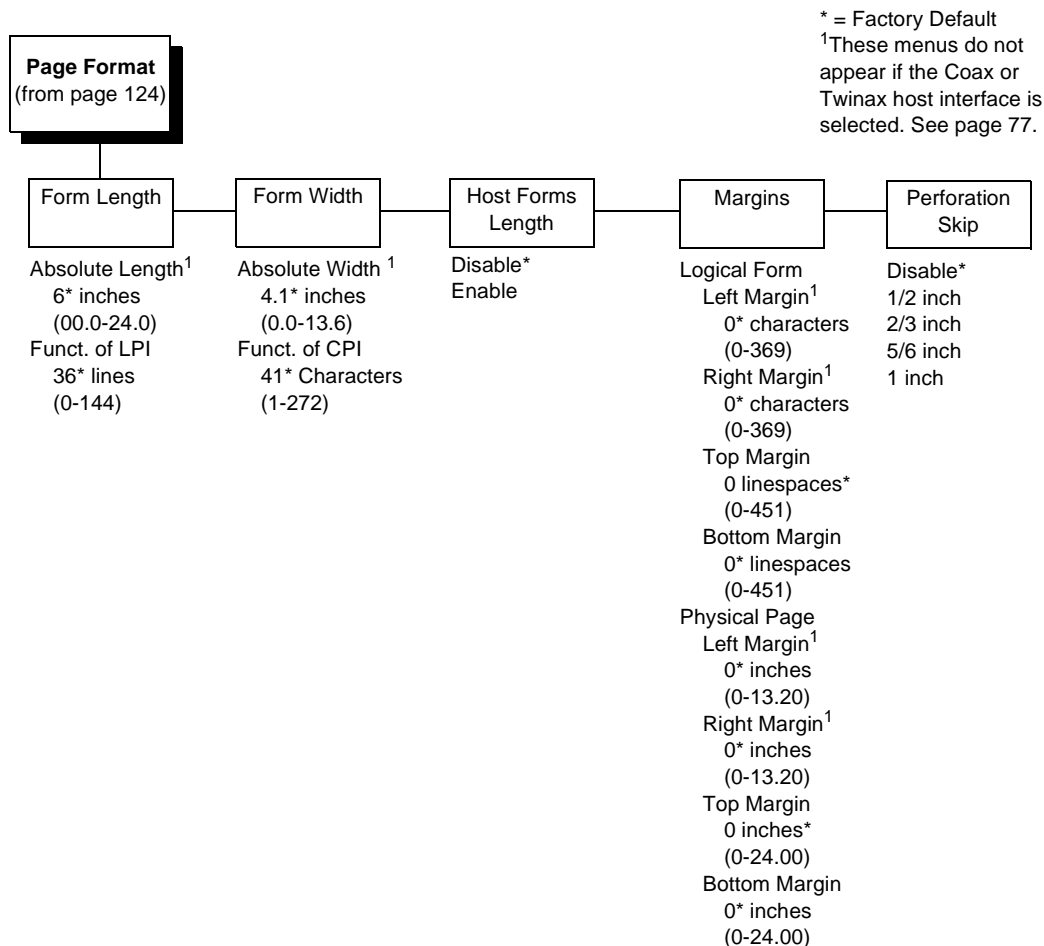 * = Factory Default
¹These menus do not
appear if the Coax or
Twinax host interface is
selected. See page 77.
Page Format
(from page 124)
Form Length
Absolute Length¹
6* inches
(00.0-24.0)
Funct. of LPI
36* lines
(0-144)
Form Width
Absolute Width ¹
4.1* inches
(0.0-13.6)
Funct. of CPI
41* Characters
(1-272)
Host Forms
Length
Disable*
Enable
Margins
Logical Form
Left Margin¹
0* characters
(0-369)
Right Margin¹
0* characters
(0-369)
Top Margin
0 linespaces*
(0-451)
Bottom Margin
0* linespaces
(0-451)
Physical Page
Left Margin¹
0* inches
(0-13.20)
Right Margin¹
0* inches
(0-13.20)
Top Margin
0 inches*
(0-24.00)
Bottom Margin
0* inches
(0-24.00)
Perforation
Skip
Disable*
1/2 inch
2/3 inch
5/6 inch
1 inch